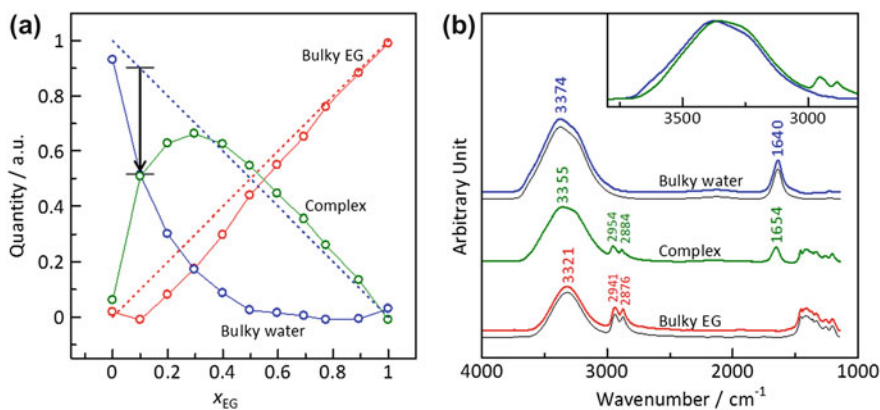 (a)
Quantity / a.u.
1
0.8
0.6
0.4
0.2
0
0
0.2
0.4
0.6
0.8
1
xEG
Bulky EG
Complex
Bulky water
(b)
Arbitrary Unit
3500
3000
3374
1640
Bulky water
3355
2954
2884
1654
Complex
3321
2941
2876
Bulky EG
4000
3000
2000
1000
Wavenumber / cm⁻¹